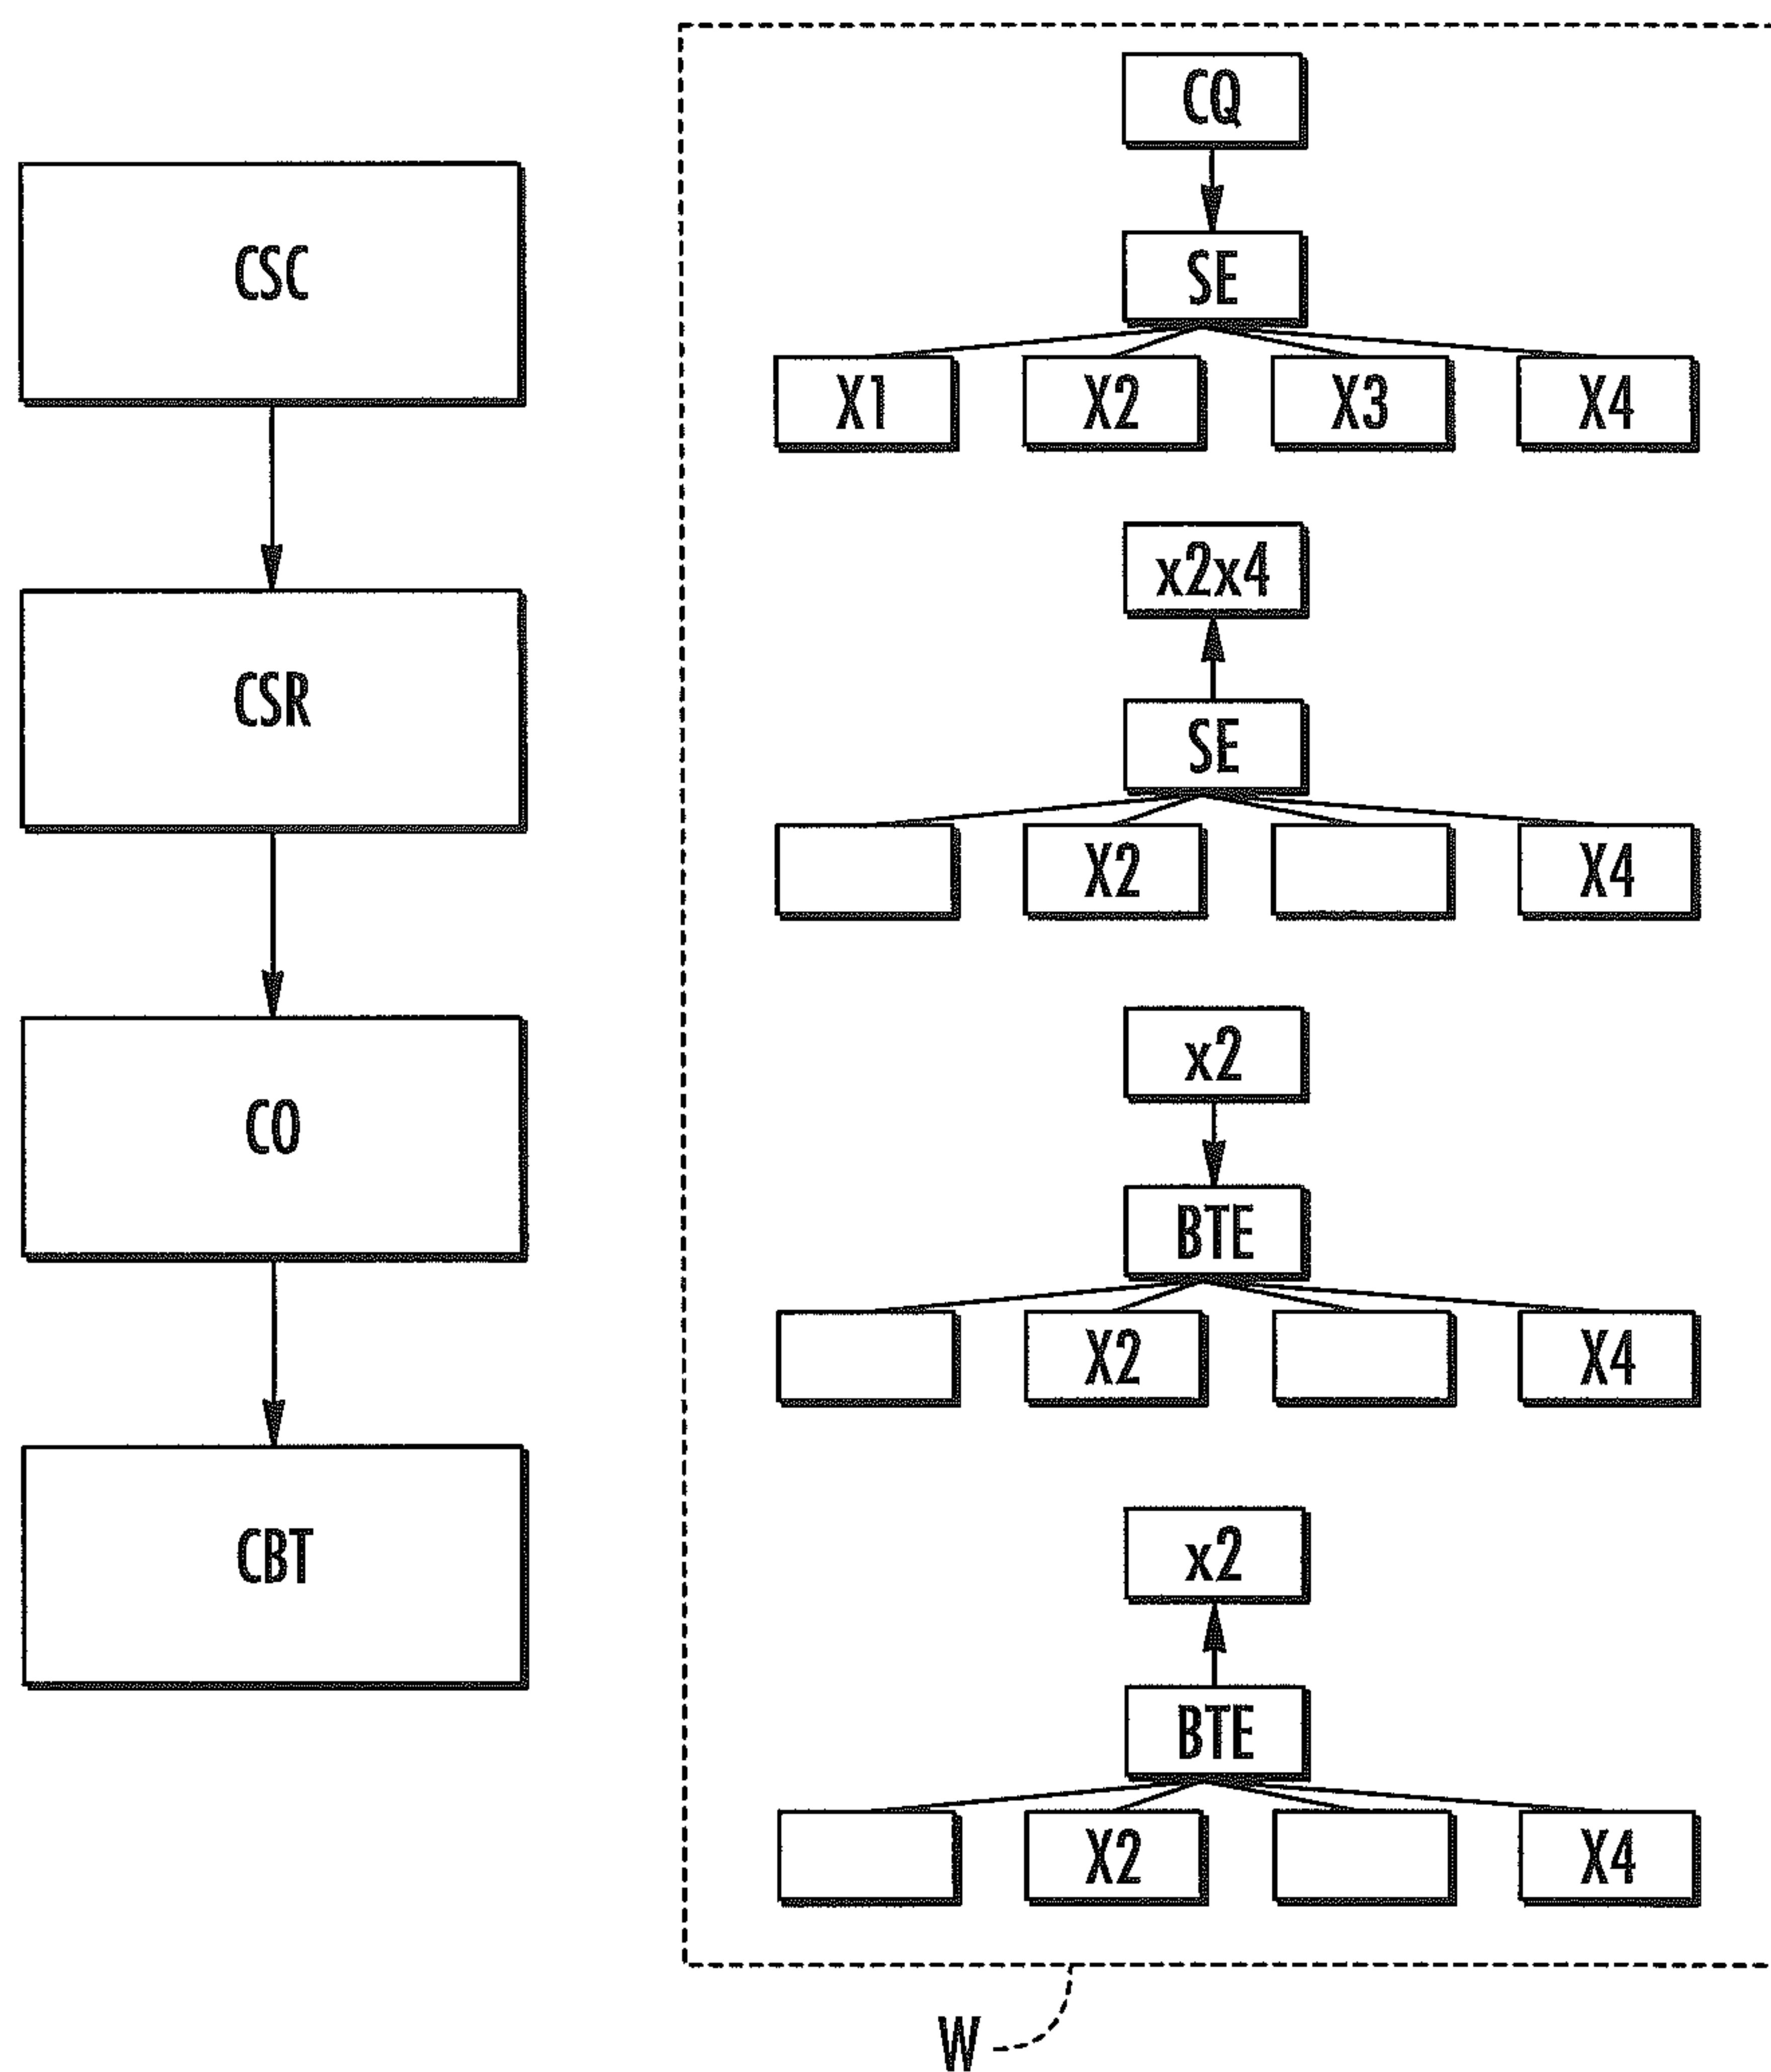 CSC
CSR
CO
CBT
CQ
SE
X1 X2 X3 X4
x2x4
SE
X2 X4
x2
BTE
X2 X4
x2
BTE
X2 X4
W